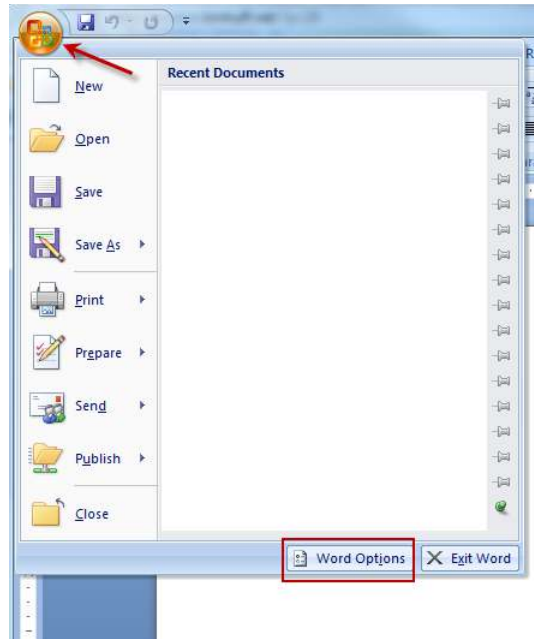 Recent Documents
New
Open
Save
Save As
Print
Prepare
Send
Publish
Close
Word Options
Exit Word